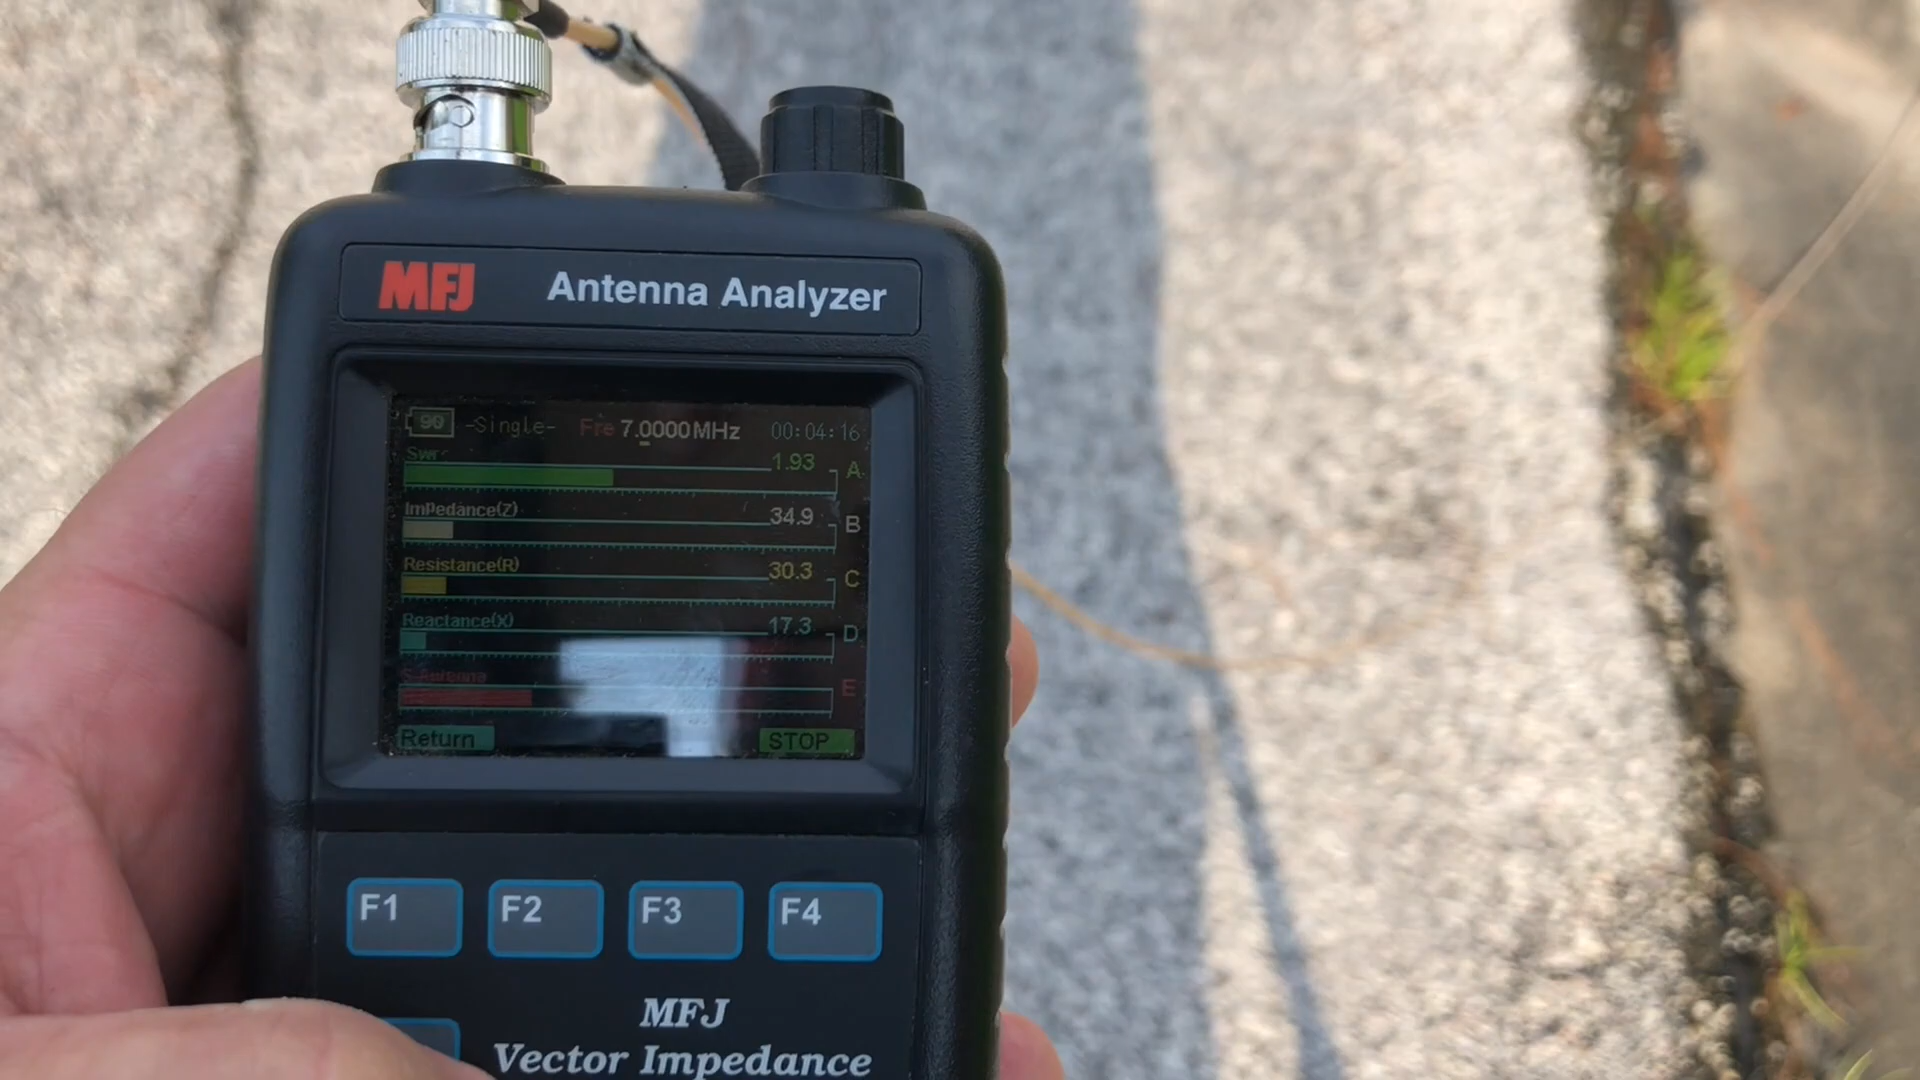 MFJ Antenna Analyzer
90 -Single- Fre 7.0000MHz 00:04:16
Swr 1.93 A
Impedance(Z) 34.9 B
Resistance(R) 30.3 C
Reactance(X) 17.3 D
E
Return STOP
F1 F2 F3 F4
MFJ
Vector Impedance